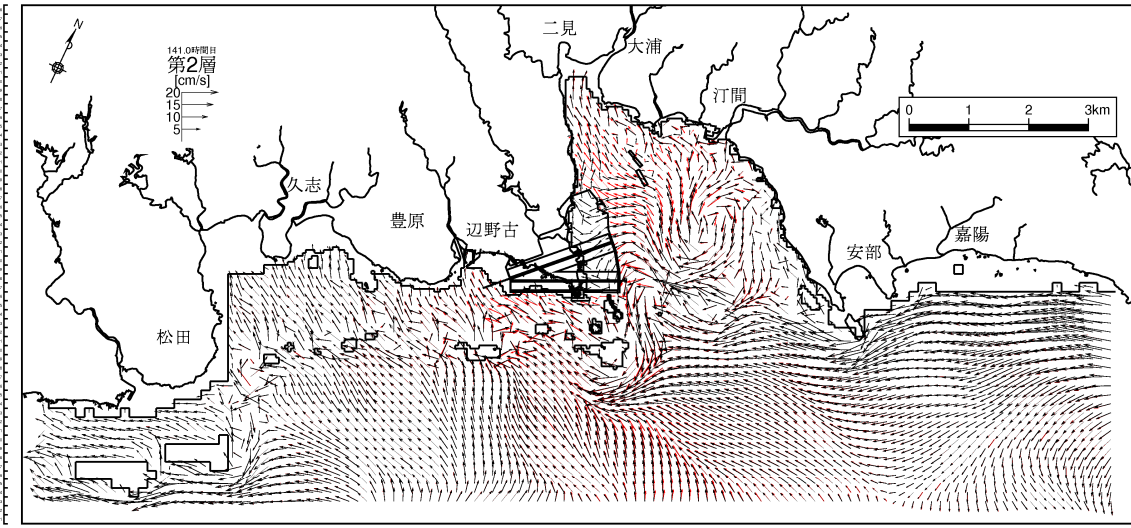 N
141.0時間目
第2層
[cm/s]
20
15
10
5
二見
大浦
汀間
0 1 2 3km
久志
豊原
辺野古
安部
嘉陽
松田